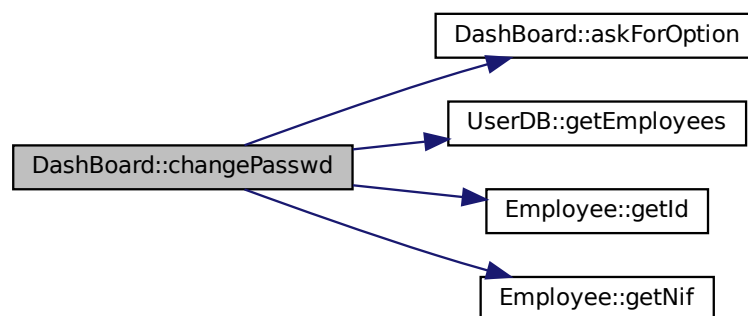 DashBoard::askForOption
UserDB::getEmployees
DashBoard::changePasswd
Employee::getId
Employee::getNif